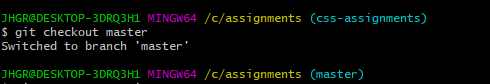 JHGR@DESKTOP-3DRQ3H1 MINGW64 /c/assignments (css-assignments)
$ git checkout master
Switched to branch 'master'
JHGR@DESKTOP-3DRQ3H1 MINGW64 /c/assignments (master)